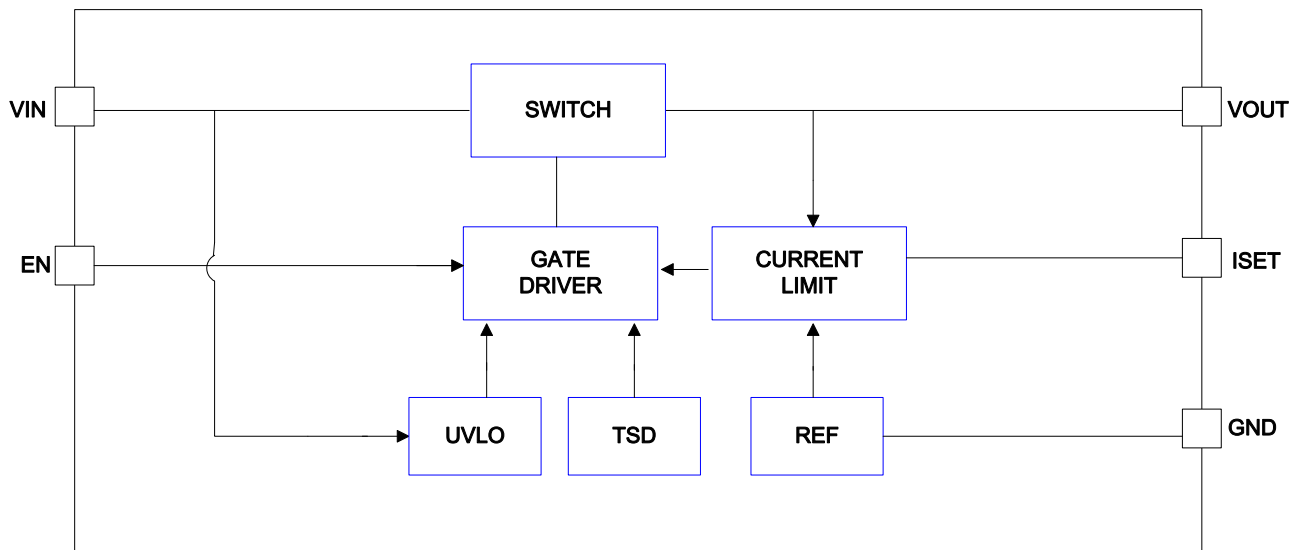 VIN
SWITCH
VOUT
EN
GATE
DRIVER
CURRENT
LIMIT
ISET
UVLO
TSD
REF
GND